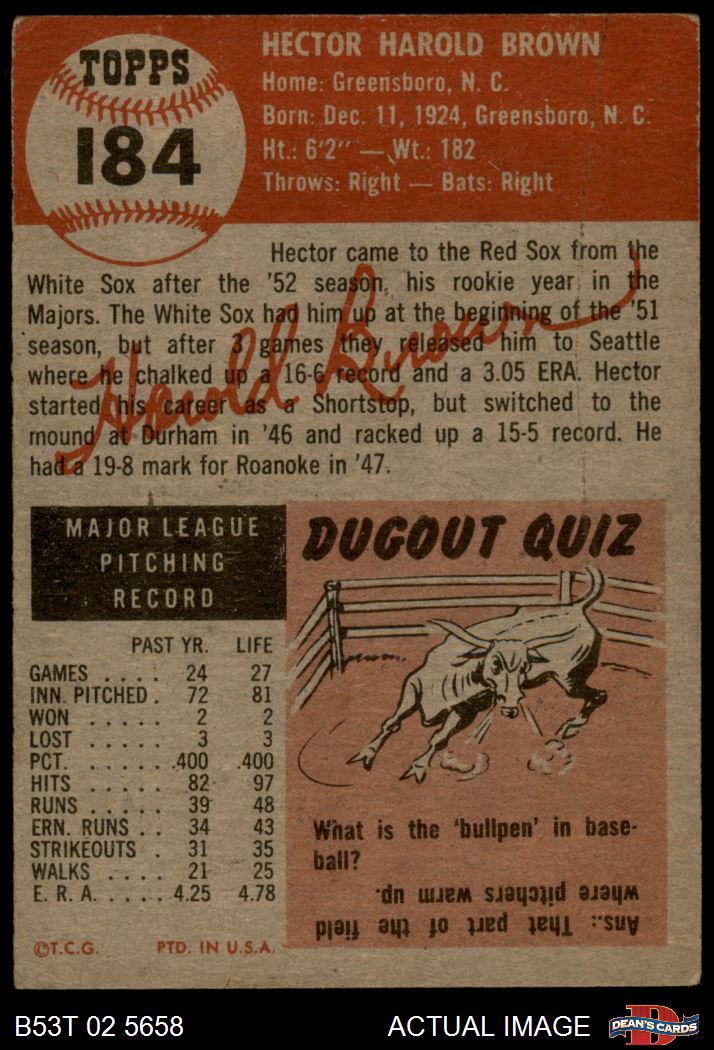 TOPPS
184
HECTOR HAROLD BROWN
Home: Greensboro, N. C.
Born: Dec. 11, 1924, Greensboro, N. C.
Ht.: 6'2" — Wt.: 182
Throws: Right — Bats: Right
Hector came to the Red Sox from the
White Sox after the '52 season, his rookie year in the
Majors. The White Sox had him up at the beginning of the '51
season, but after 3 games they released him to Seattle
where he chalked up a 16-6 record and a 3.05 ERA. Hector
started his career as a Shortstop, but switched to the
mound at Durham in '46 and racked up a 15-5 record. He
had a 19-8 mark for Roanoke in '47.
Harold Brown
MAJOR LEAGUE
PITCHING
RECORD
PAST YR. LIFE
GAMES .... 24 27
INN. PITCHED . 72 81
WON ..... 2 2
LOST ..... 3 3
PCT. ...... .400 .400
HITS ..... 82 97
RUNS ..... 39 48
ERN. RUNS .. 34 43
STRIKEOUTS . 31 35
WALKS .... 21 25
E. R. A. ..... 4.25 4.78
©T.C.G. PTD. IN U.S.A.
DUGOUT QUIZ
What is the 'bullpen' in base-
ball?
Ans.: That part of the field
where pitchers warm up.
B53T 02 5658
ACTUAL IMAGE
DEAN'S CARDS